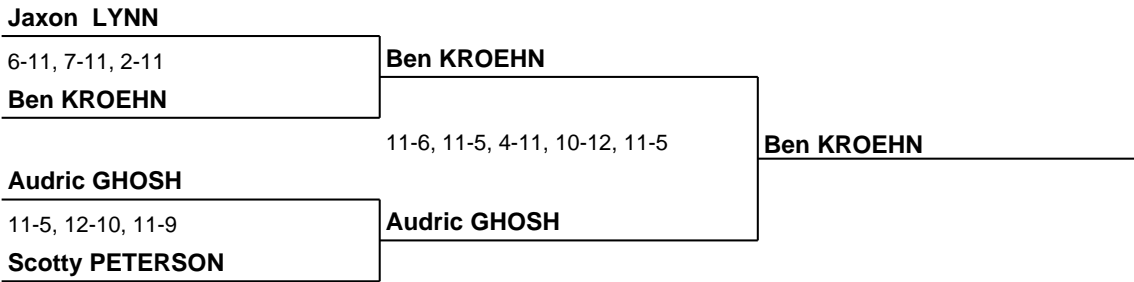 Jaxon  LYNN
6-11, 7-11, 2-11
Ben KROEHN
Ben KROEHN
11-6, 11-5, 4-11, 10-12, 11-5
Ben KROEHN
Audric GHOSH
11-5, 12-10, 11-9
Audric GHOSH
Scotty PETERSON